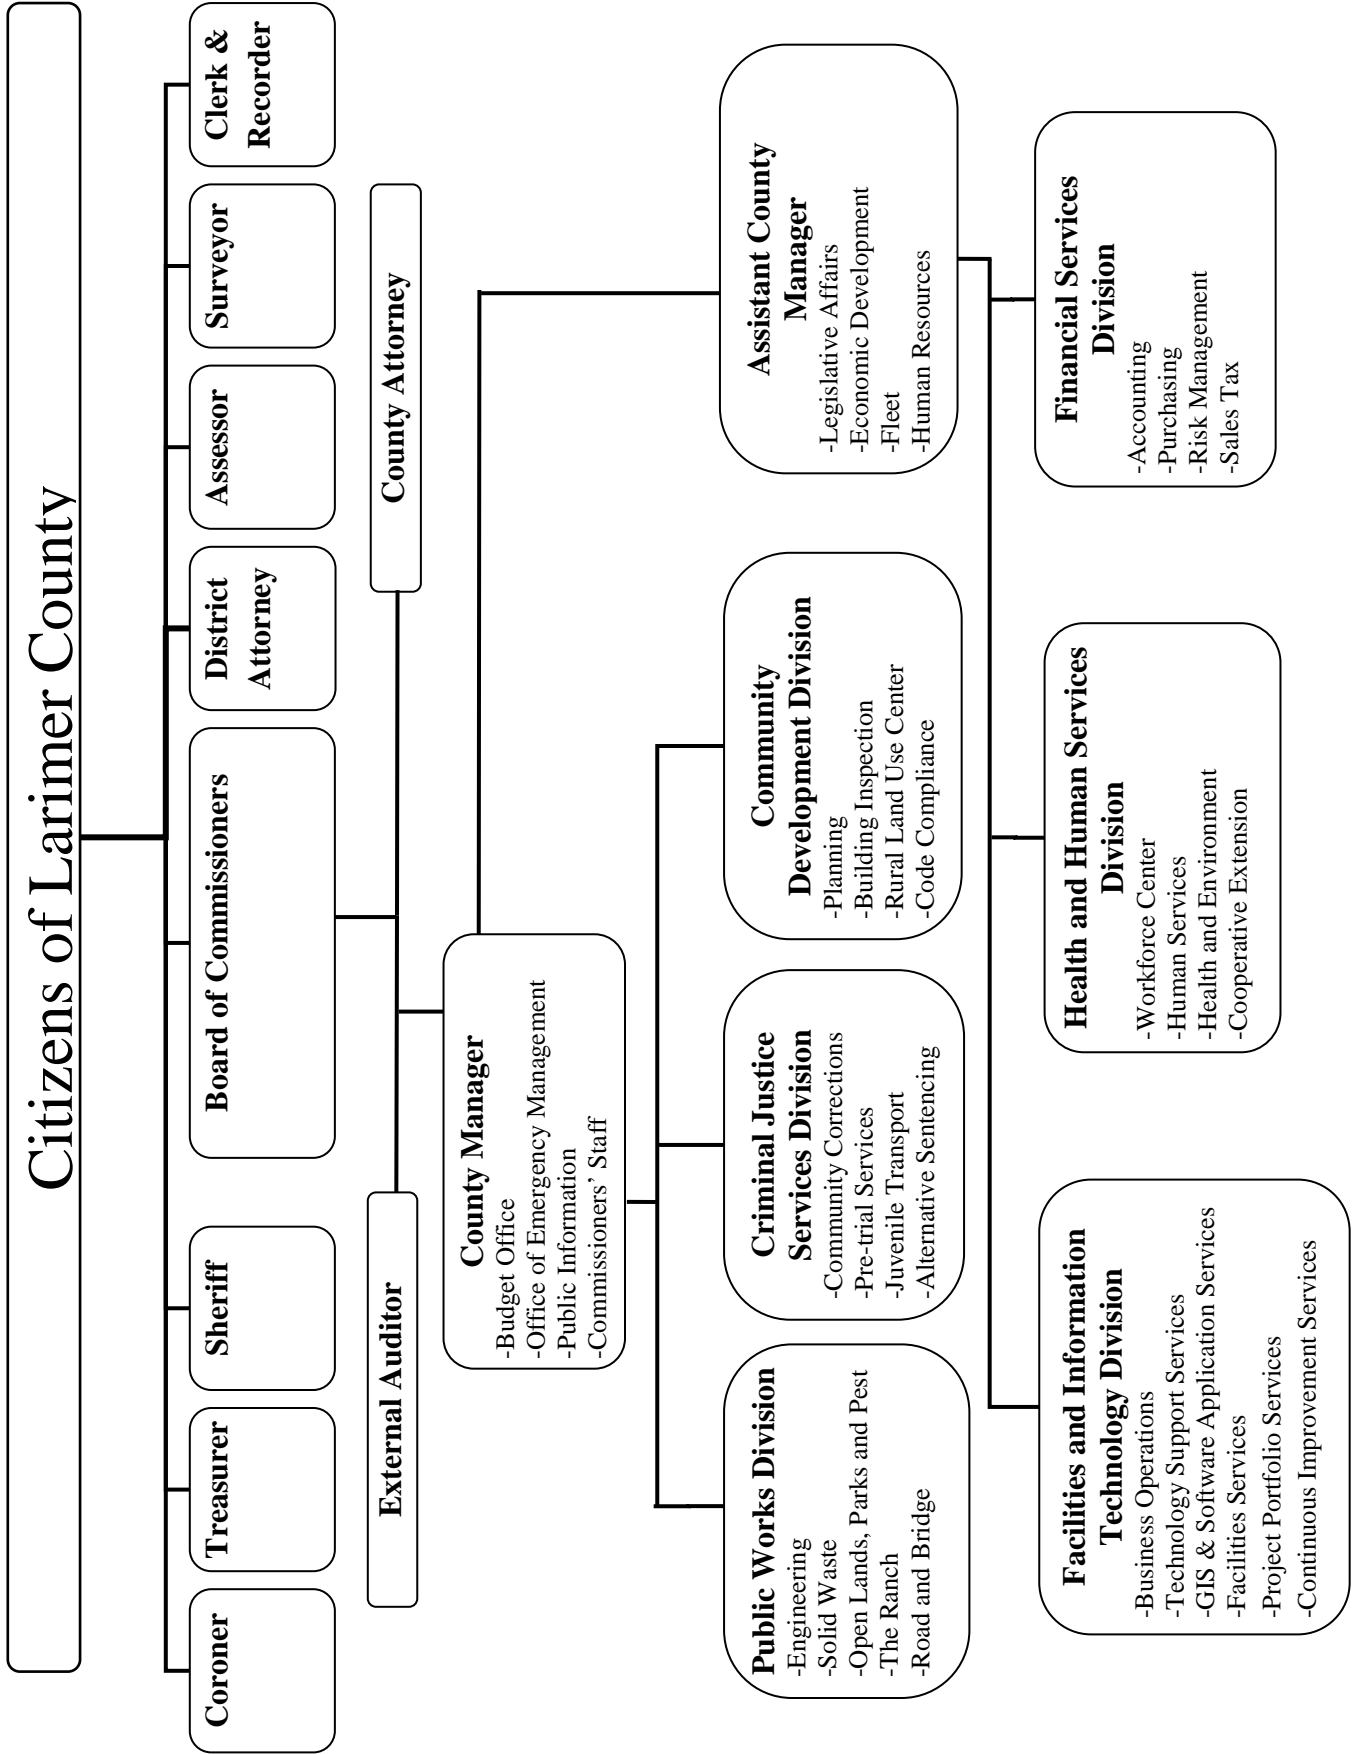 Citizens of Larimer County
Coroner
Treasurer
Sheriff
Board of Commissioners
District
Attorney
Assessor
Surveyor
Clerk &
Recorder
External Auditor
County Attorney
County Manager
-Budget Office
-Office of Emergency Management
-Public Information
-Commissioners’ Staff
Public Works Division
-Engineering
-Solid Waste
-Open Lands, Parks and Pest
-The Ranch
-Road and Bridge
Criminal Justice
Services Division
-Community Corrections
-Pre-trial Services
-Juvenile Transport
-Alternative Sentencing
Community
Development Division
-Planning
-Building Inspection
-Rural Land Use Center
-Code Compliance
Assistant County
Manager
-Legislative Affairs
-Economic Development
-Fleet
-Human Resources
Facilities and Information
Technology Division
-Business Operations
-Technology Support Services
-GIS & Software Application Services
-Facilities Services
-Project Portfolio Services
-Continuous Improvement Services
Health and Human Services
Division
-Workforce Center
-Human Services
-Health and Environment
-Cooperative Extension
Financial Services
Division
-Accounting
-Purchasing
-Risk Management
-Sales Tax